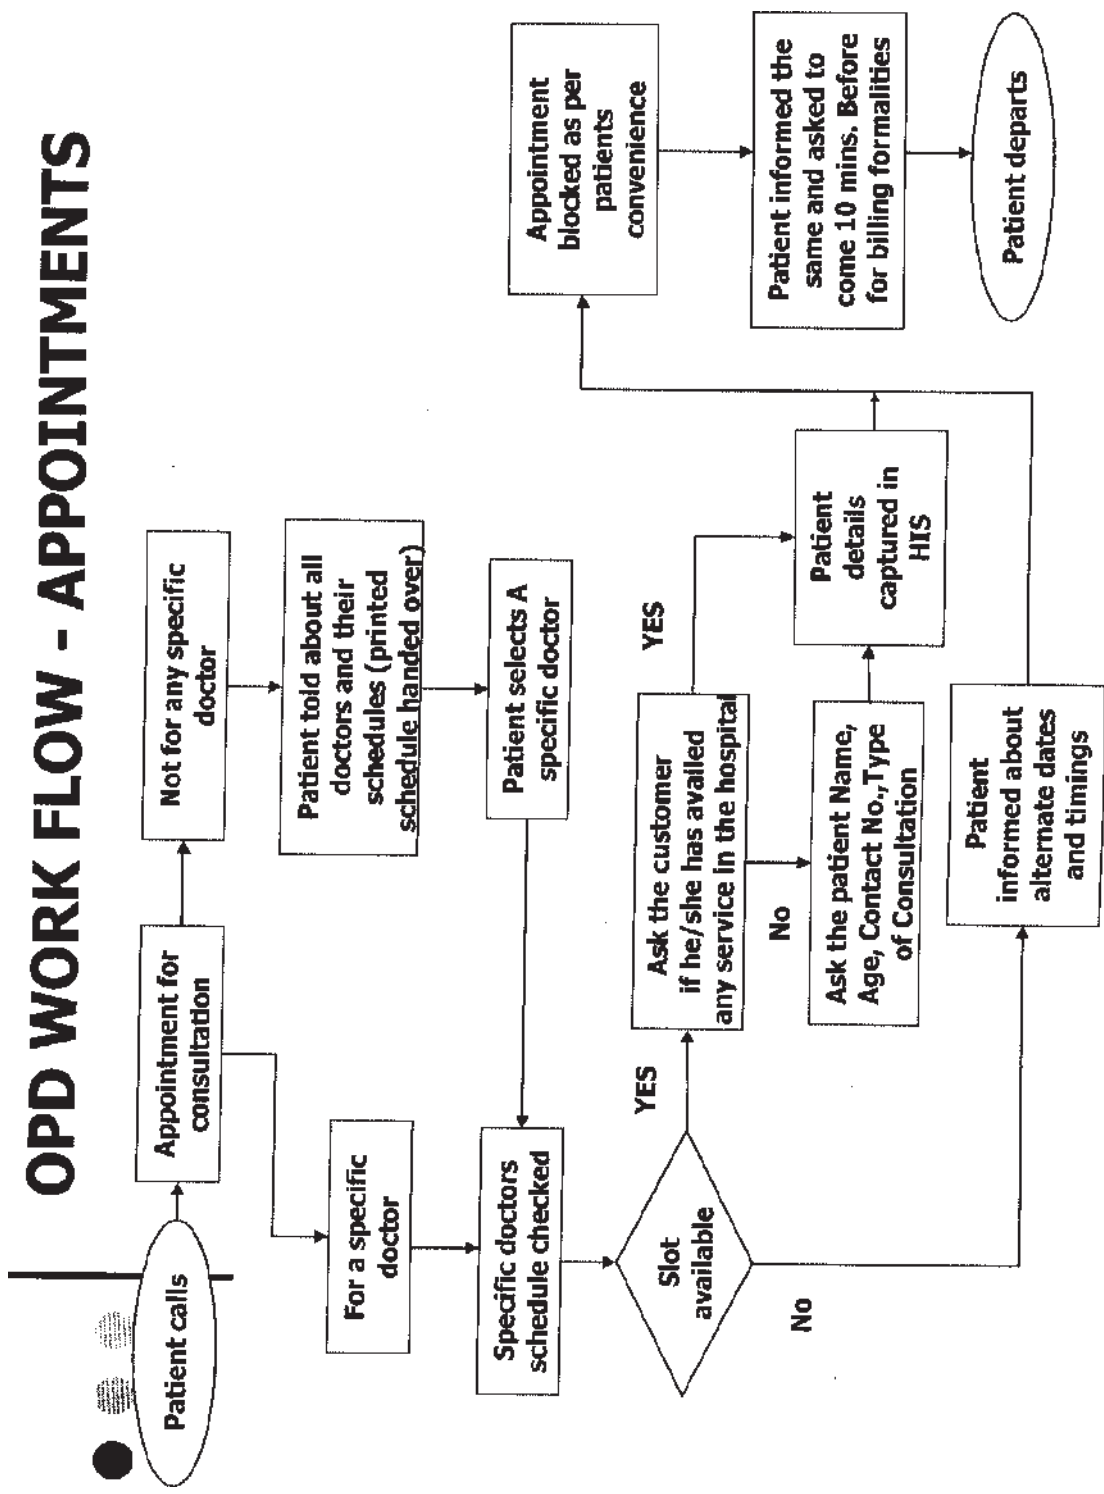 OPD WORK FLOW - APPOINTMENTS
Patient calls
Appointment for
consultation
Not for any specific
doctor
For a specific
doctor
Patient told about all
doctors and their
schedules (printed
schedule handed over)
Patient selects A
specific doctor
Specific doctors
schedule checked
Slot
available
YES
No
Ask the customer
if he/she has availed
any service in the hospital
YES
No
Ask the patient Name,
Age, Contact No.,Type
of Consultation
Patient
details
captured in
HIS
Patient
informed about
alternate dates
and timings
Appointment
blocked as per
patients
convenience
Patient informed the
same and asked to
come 10 mins. Before
for billing formalities
Patient departs